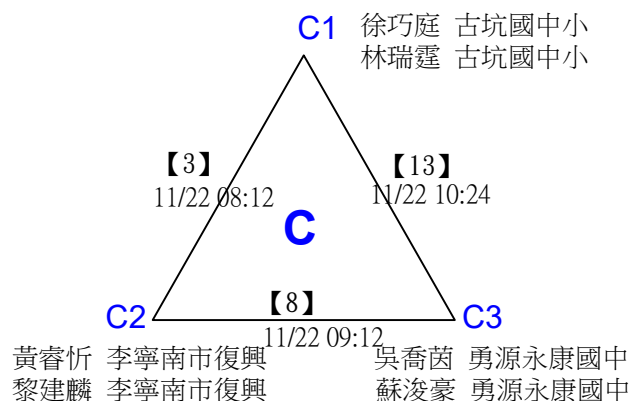 C1
徐巧庭 古坑國中小
林瑞霆 古坑國中小
【3】
11/22 08:12
【13】
11/22 10:24
C
【8】
11/22 09:12
C2
C3
黃睿忻 李寧南市復興
黎建麟 李寧南市復興
吳喬茵 勇源永康國中
蘇浚豪 勇源永康國中